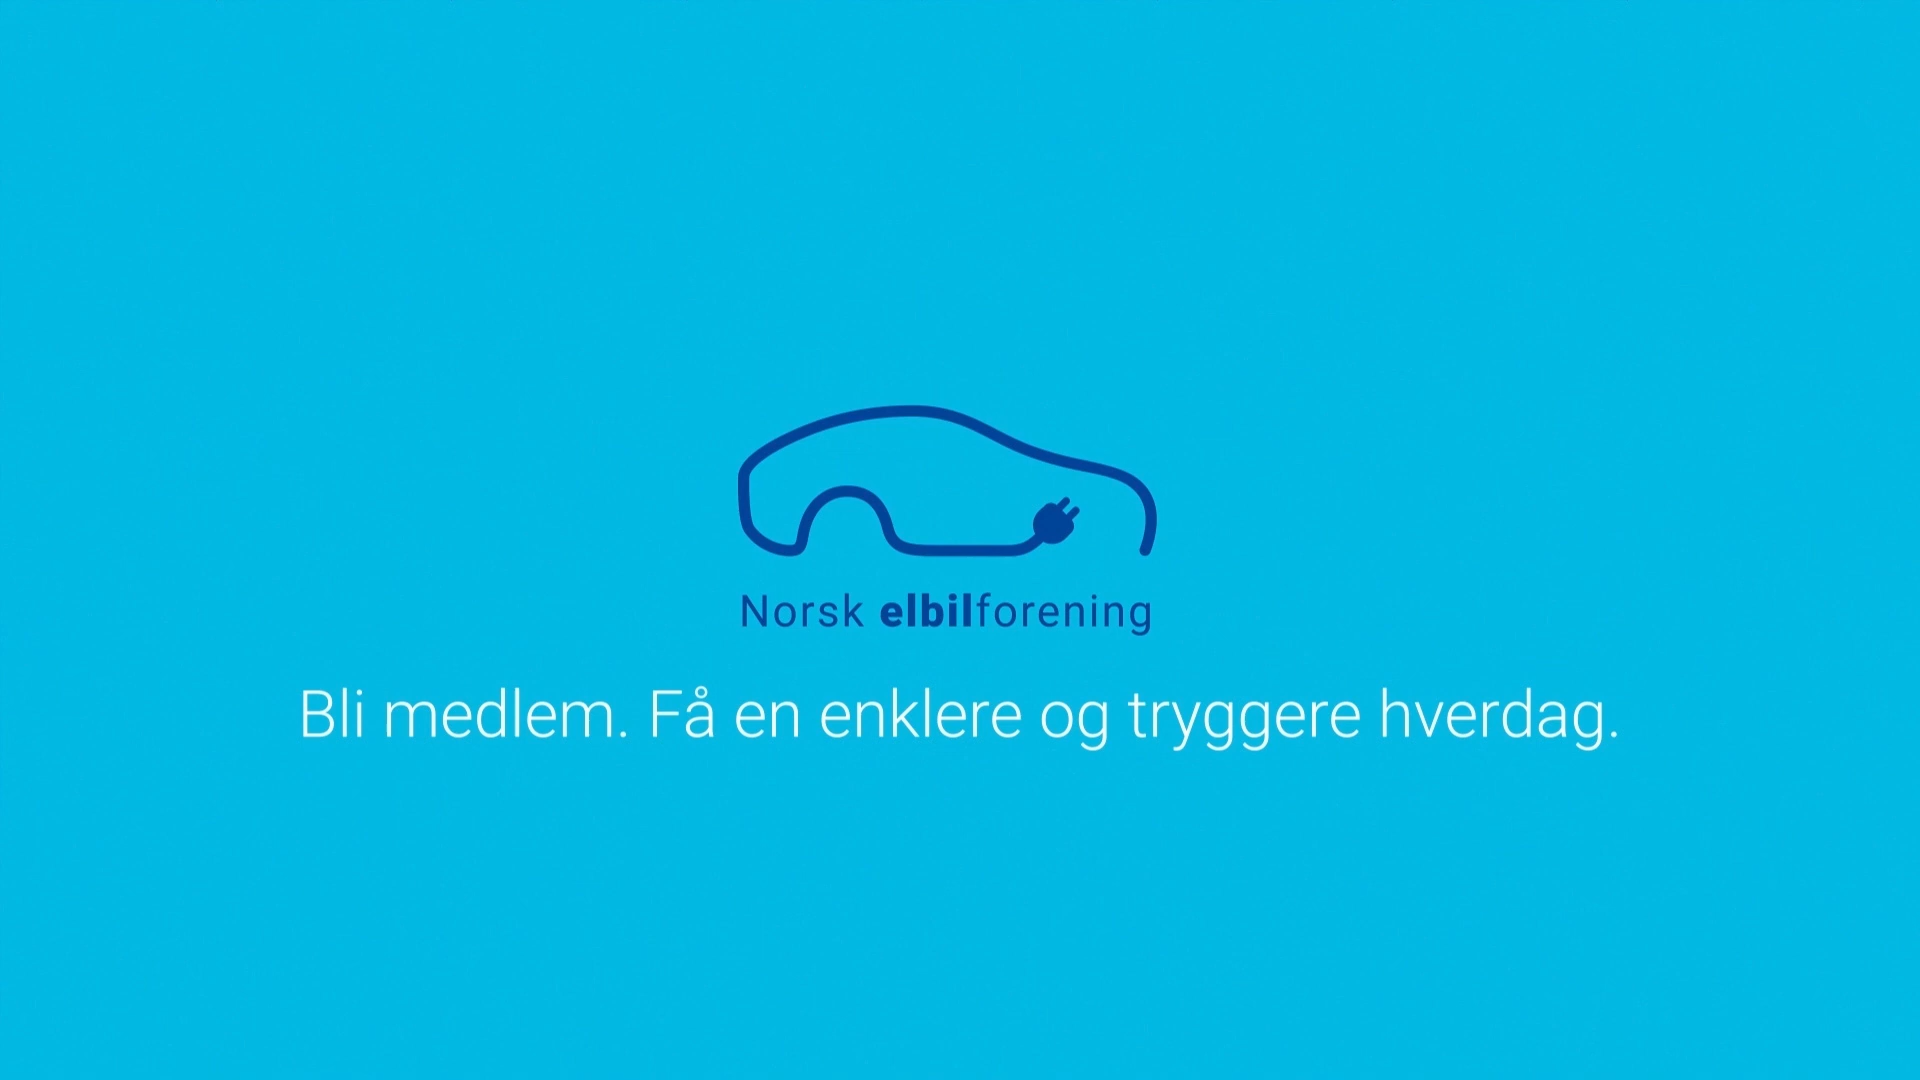 Norsk elbilforening
Bli medlem. Få en enklere og tryggere hverdag.